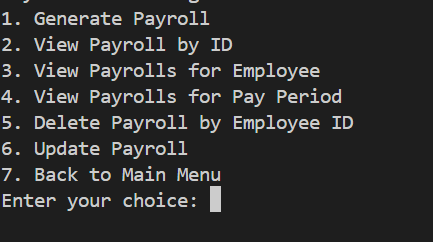 1. Generate Payroll
2. View Payroll by ID
3. View Payrolls for Employee
4. View Payrolls for Pay Period
5. Delete Payroll by Employee ID
6. Update Payroll
7. Back to Main Menu
Enter your choice: